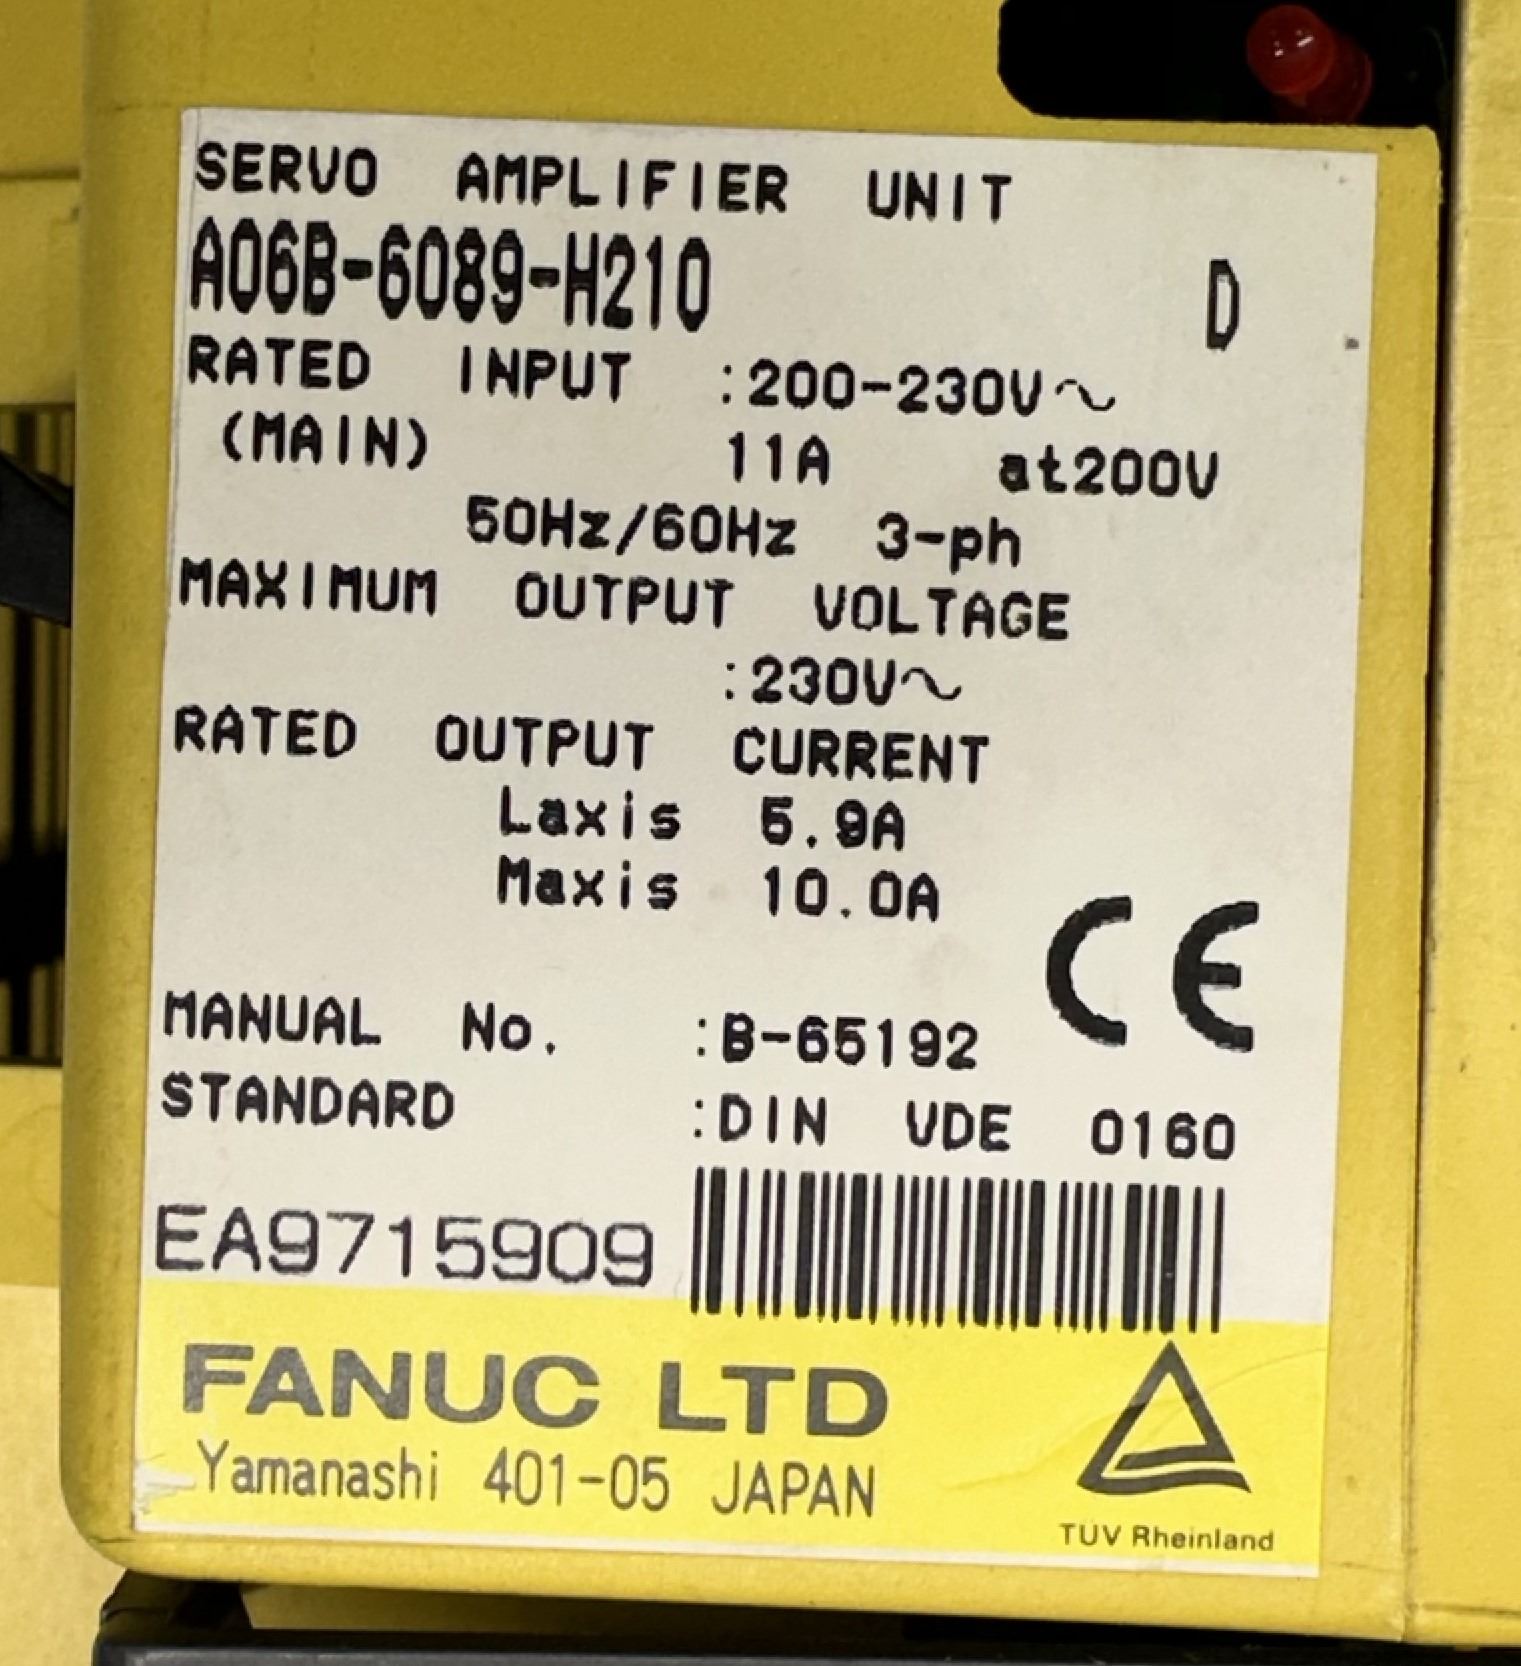 SERVO AMPLIFIER UNIT
A06B-6089-H210 D
RATED INPUT :200-230V~
(MAIN) 11A at200V
50Hz/60Hz 3-ph
MAXIMUM OUTPUT VOLTAGE
:230V~
RATED OUTPUT CURRENT
Laxis 5.9A
Maxis 10.0A
CE
MANUAL No. :B-65192
STANDARD :DIN VDE 0160
EA9715909
FANUC LTD
Yamanashi 401-05 JAPAN
TÜV Rheinland